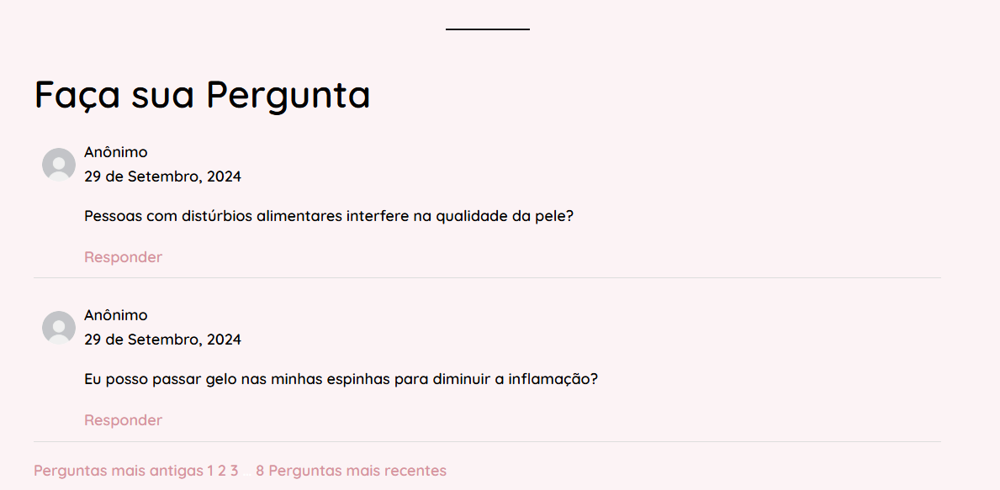 Faça sua Pergunta
Anônimo
29 de Setembro, 2024
Pessoas com distúrbios alimentares interfere na qualidade da pele?
Responder
Anônimo
29 de Setembro, 2024
Eu posso passar gelo nas minhas espinhas para diminuir a inflamação?
Responder
Perguntas mais antigas 1 2 3 … 8 Perguntas mais recentes